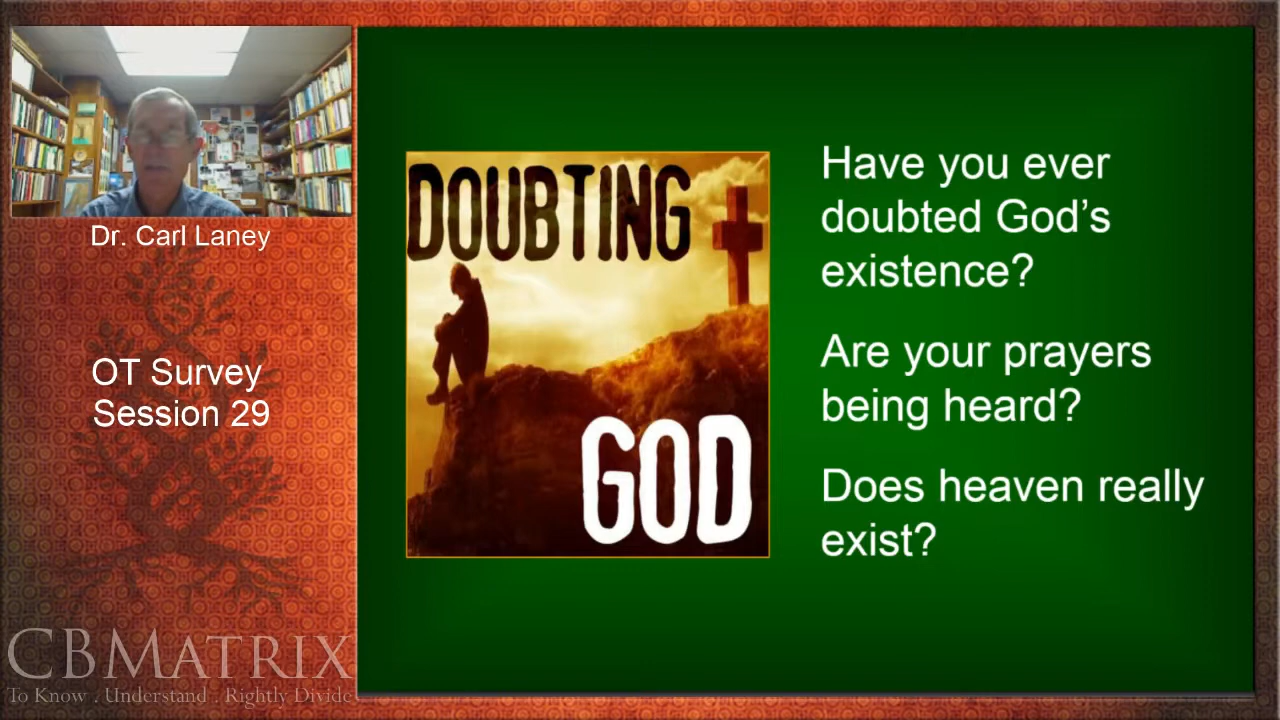 Dr. Carl Laney
OT Survey
Session 29
CBMATRIX
To Know . Understand . Rightly Divide
DOUBTING
GOD
Have you ever
doubted God’s
existence?
Are your prayers
being heard?
Does heaven really
exist?